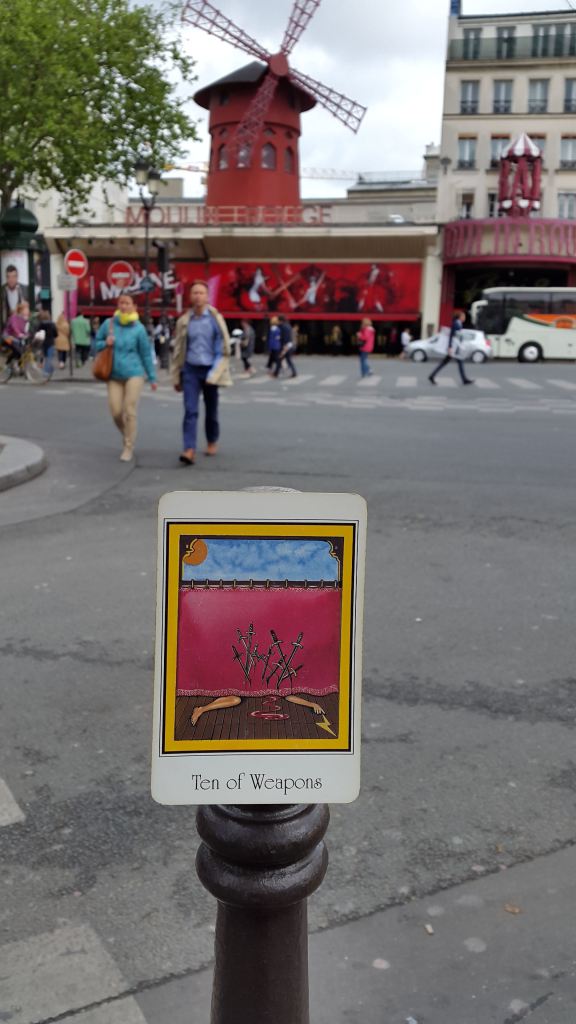 MOULIN ROUGE
Ten of Weapons